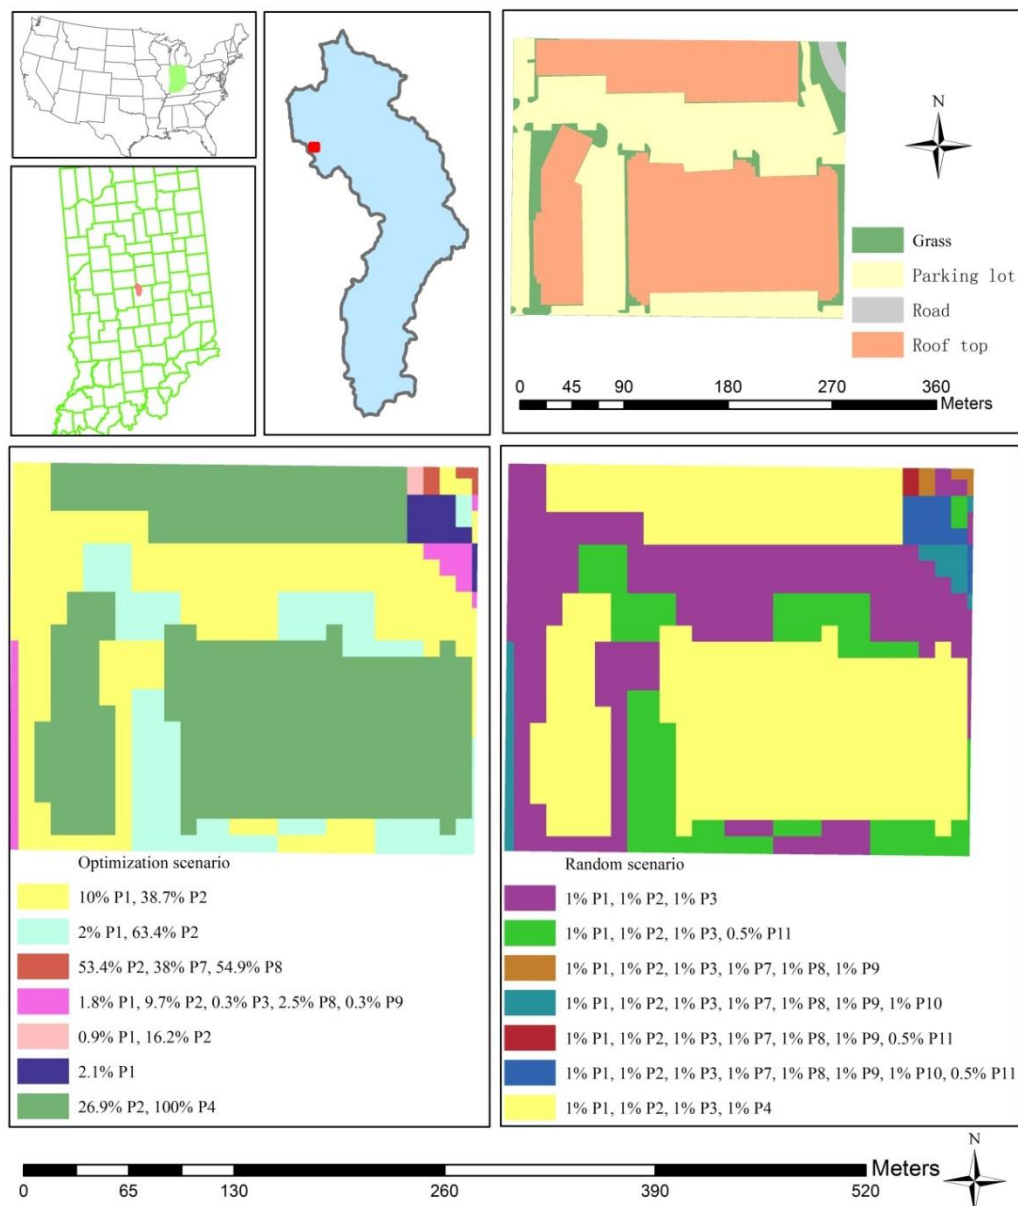 N
Grass
Parking lot
Road
Roof top
0 45 90 180 270 360
Meters
Optimization scenario
10% P1, 38.7% P2
2% P1, 63.4% P2
53.4% P2, 38% P7, 54.9% P8
1.8% P1, 9.7% P2, 0.3% P3, 2.5% P8, 0.3% P9
0.9% P1, 16.2% P2
2.1% P1
26.9% P2, 100% P4
Random scenario
1% P1, 1% P2, 1% P3
1% P1, 1% P2, 1% P3, 0.5% P11
1% P1, 1% P2, 1% P3, 1% P7, 1% P8, 1% P9
1% P1, 1% P2, 1% P3, 1% P7, 1% P8, 1% P9, 1% P10
1% P1, 1% P2, 1% P3, 1% P7, 1% P8, 1% P9, 0.5% P11
1% P1, 1% P2, 1% P3, 1% P7, 1% P8, 1% P9, 1% P10, 0.5% P11
1% P1, 1% P2, 1% P3, 1% P4
N
Meters
0 65 130 260 390 520